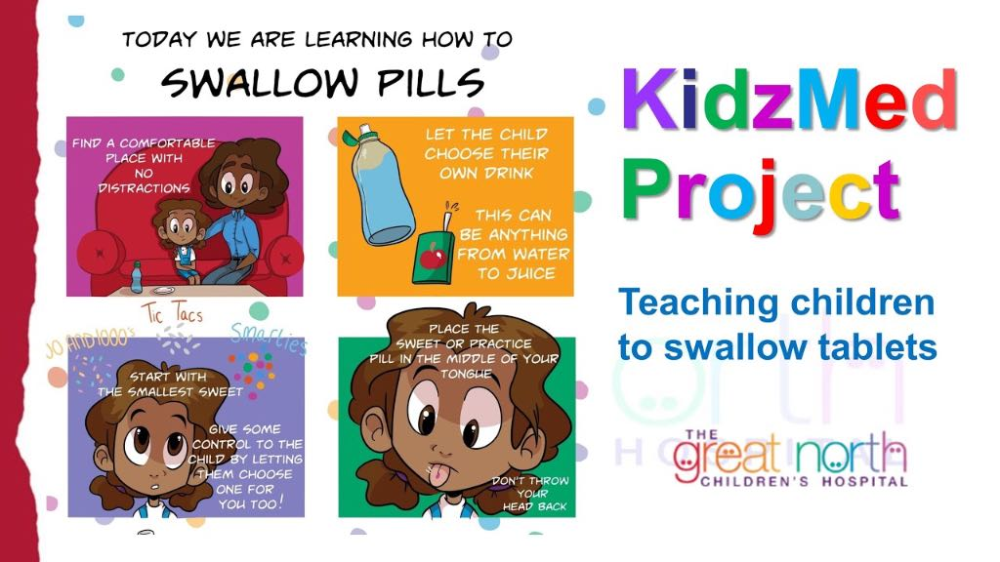 TODAY WE ARE LEARNING HOW TO
SWALLOW PILLS
FIND A COMFORTABLE
PLACE WITH
NO
DISTRACTIONS
LET THE CHILD
CHOOSE THEIR
OWN DRINK
THIS CAN
BE ANYTHING
FROM WATER
TO JUICE
JO AND 1000's
Tic Tacs
Smarties
START WITH
THE SMALLEST SWEET
GIVE SOME
CONTROL TO THE
CHILD BY LETTING
THEM CHOOSE
ONE FOR
YOU TOO!
PLACE THE
SWEET OR PRACTICE
PILL IN THE MIDDLE OF YOUR
TONGUE
DON'T THROW
YOUR
HEAD BACK
KidzMed
Project
Teaching children
to swallow tablets
THE
great north
CHILDREN'S HOSPITAL